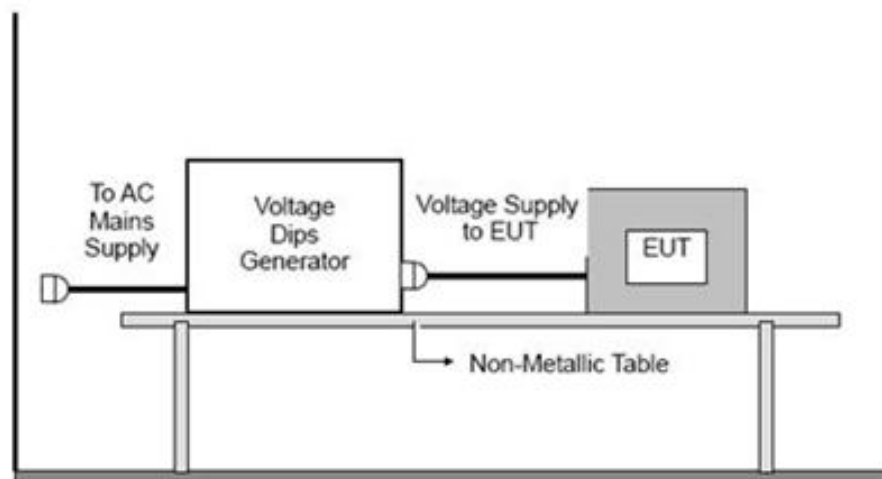 To AC
Mains
Supply
Voltage
Dips
Generator
Voltage Supply
to EUT
EUT
Non-Metallic Table